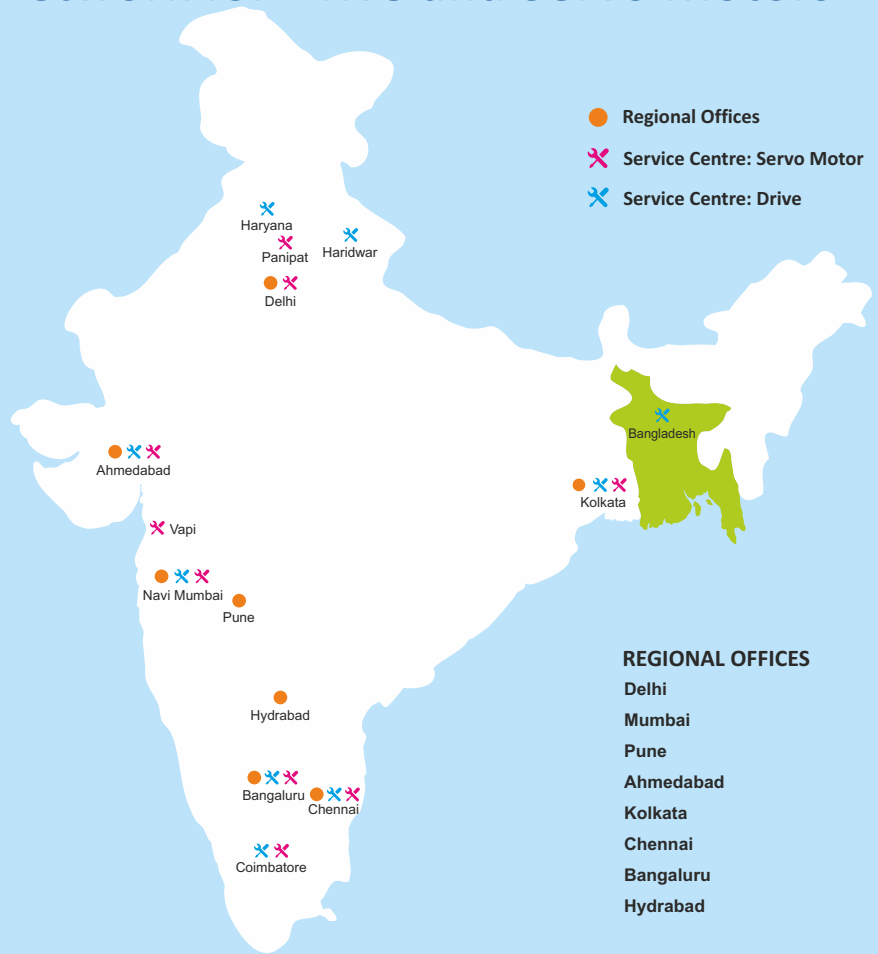 Regional Offices
Service Centre: Servo Motor
Service Centre: Drive
Haryana
Panipat
Haridwar
Delhi
Ahmedabad
Bangladesh
Kolkata
Vapi
Navi Mumbai
Pune
Hydrabad
Bangaluru
Chennai
Coimbatore
REGIONAL OFFICES
Delhi
Mumbai
Pune
Ahmedabad
Kolkata
Chennai
Bangaluru
Hydrabad